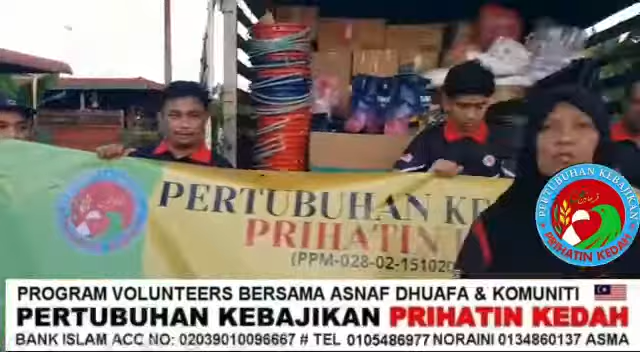 PERTUBUHAN KE
PRIHATIN
(PPM-028-02-151020
PERTUBUHAN KEBAJIKAN
PRIHATIN KEDAH
PROGRAM VOLUNTEERS BERSAMA ASNAF DHUAFA & KOMUNITI
PERTUBUHAN KEBAJIKAN PRIHATIN KEDAH
BANK ISLAM ACC NO: 02039010096667 # TEL 0105486977 NORAINI 0134860137 ASMA